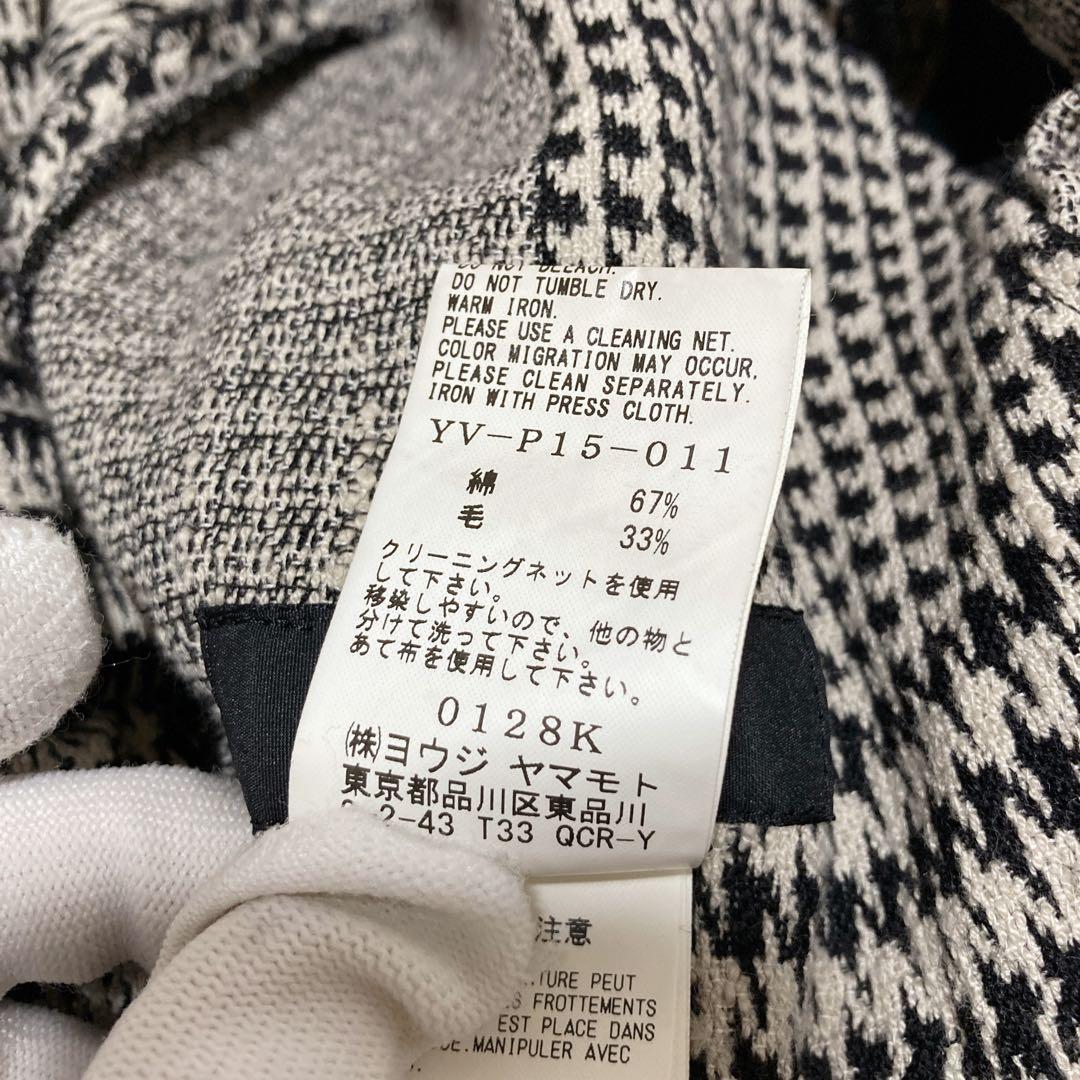 DO NOT BLEACH.
DO NOT TUMBLE DRY.
WARM IRON.
PLEASE USE A CLEANING NET.
COLOR MIGRATION MAY OCCUR.
PLEASE CLEAN SEPARATELY.
IRON WITH PRESS CLOTH.
YV-P15-011
綿 67%
毛 33%
クリーニングネットを使用
して下さい。
移染しやすいので、他の物と
分けて洗って下さい。
あて布を使用して下さい。
0128K
(株)ヨウジ ヤマモト
東京都品川区東品川
2-43 T33 QCR-Y
注意
PEUT
FROTTEMENTS
EST PLACE DANS
MANIPULER AVEC